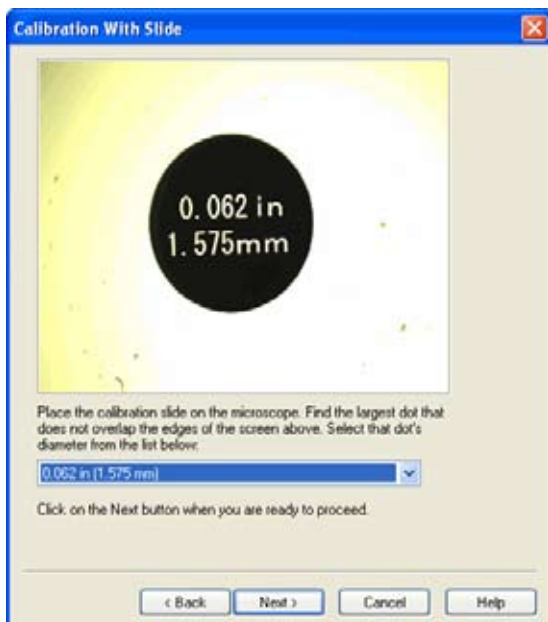 Calibration With Slide
0.062 in
1.575mm
Place the calibration slide on the microscope. Find the largest dot that
does not overlap the edges of the screen above. Select that dot's
diameter from the list below:
0.062 in (1.575 mm)
Click on the Next button when you are ready to proceed.
< Back
Next >
Cancel
Help